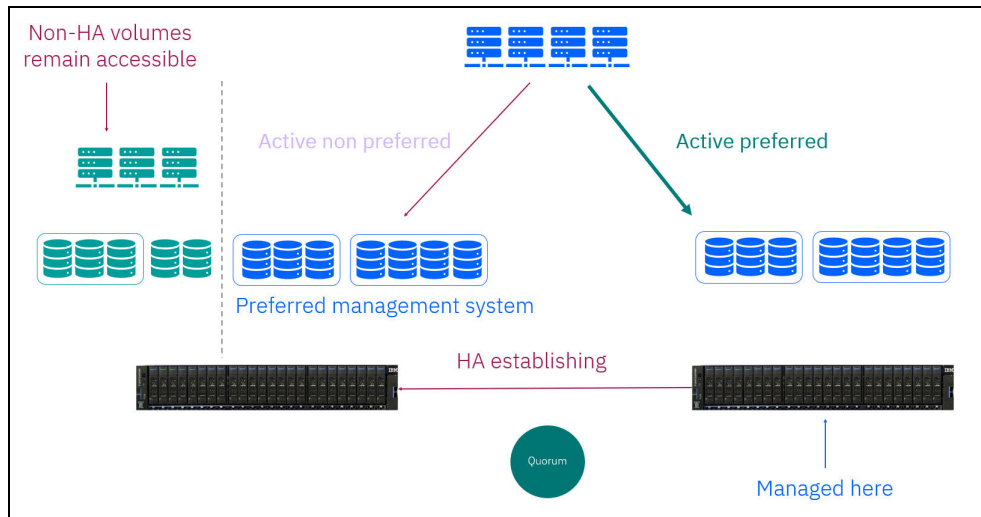 Non-HA volumes
remain accessible
Active non preferred
Active preferred
Preferred management system
HA establishing
IBM
IBM
Quorum
Managed here